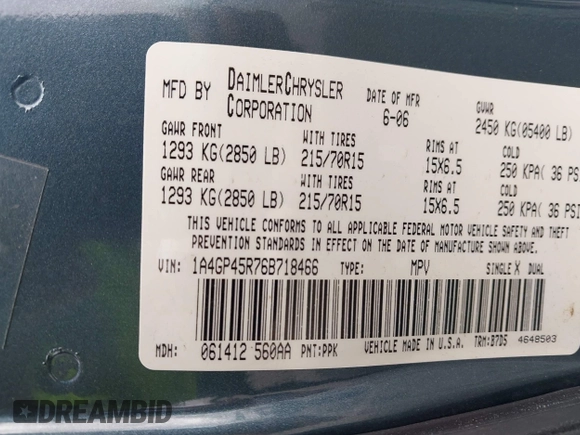 MFD BY DAIMLERCHRYSLER CORPORATION DATE OF MFR 6-06 GVWR 2450 KG(05400 LB)
GAWR FRONT WITH TIRES RIMS AT COLD
1293 KG(2850 LB) 215/70R15 15X6.5 250 KPA( 36 PSI
GAWR REAR WITH TIRES RIMS AT COLD
1293 KG(2850 LB) 215/70R15 15X6.5 250 KPA( 36 PS
THIS VEHICLE CONFORMS TO ALL APPLICABLE FEDERAL MOTOR VEHICLE SAFETY AND THEFT
PREVENTION STANDARDS IN EFFECT ON THE DATE OF MANUFACTURE SHOWN ABOVE.
VIN: 1A4GP45R76B718466 TYPE: MPV SINGLE X DUAL
MDH: 061412 560AA PNT:PPK VEHICLE MADE IN U.S.A. TRM:B7D5 4648503
DREAMBID